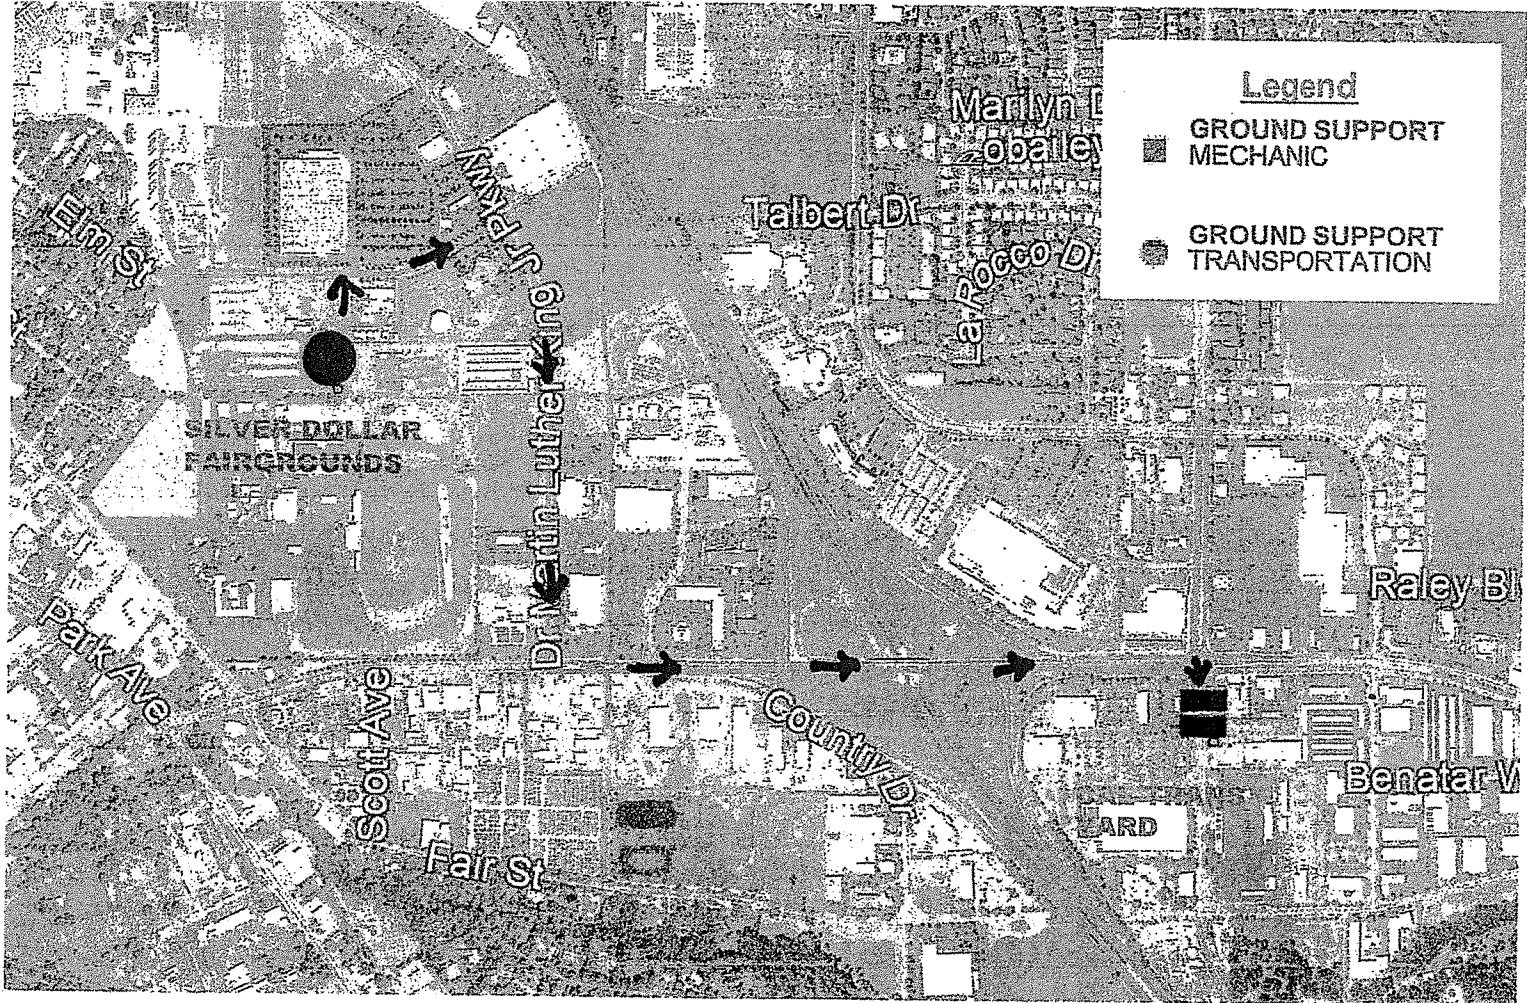 Legend
GROUND SUPPORT
MECHANIC
GROUND SUPPORT
TRANSPORTATION
Marilyn D
obailey
Talbert Dr
La Rocco Dr
Elm St
Dr Martin Luther King Jr Pkwy
SILVER DOLLAR
FAIRGROUNDS
Raley Bl
Park Ave
Scott Ave
Country Dr
Benatar W
ARD
Fair St